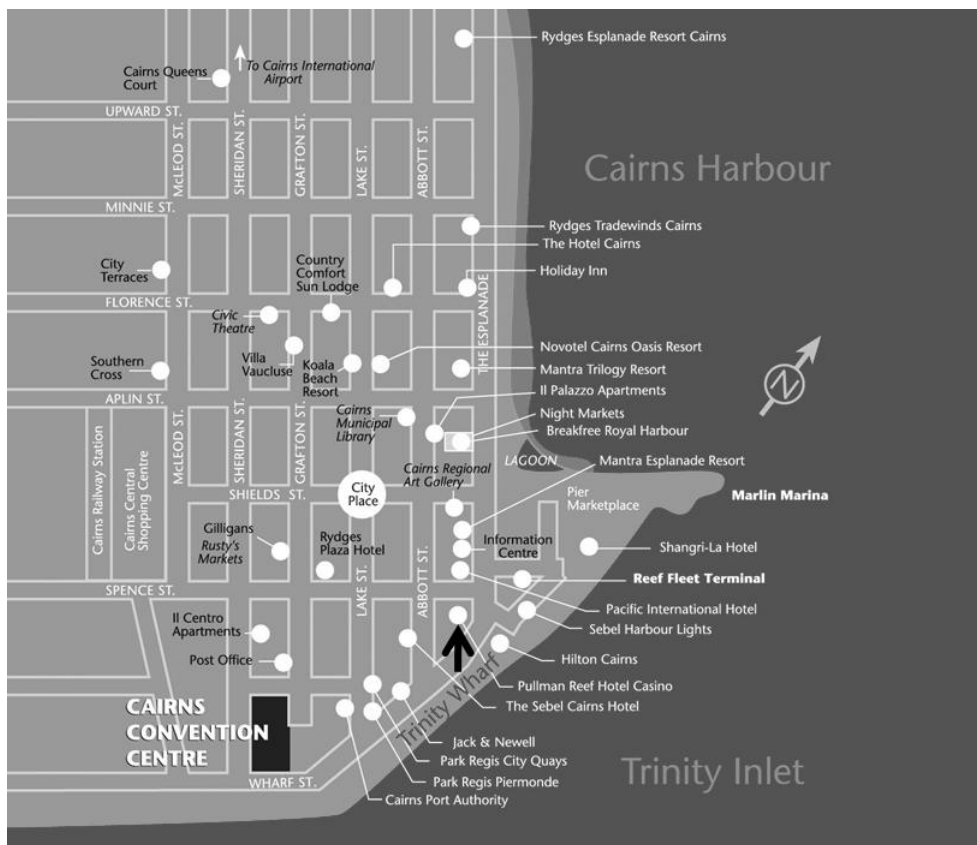 Rydges Esplanade Resort Cairns
To Cairns International
Airport
Cairns Queens
Court
UPWARD ST.
McLEOD ST.
SHERIDAN ST.
GRAFTON ST.
LAKE ST.
ABBOTT ST.
Cairns Harbour
MINNIE ST.
Rydges Tradewinds Cairns
The Hotel Cairns
Holiday Inn
City
Terraces
Country
Comfort
Sun Lodge
FLORENCE ST.
THE ESPLANADE
Civic
Theatre
Villa
Vaucluse
Koala
Beach
Resort
Southern
Cross
Novotel Cairns Oasis Resort
Mantra Trilogy Resort
Il Palazzo Apartments
N
APLIN ST.
Cairns
Municipal
Library
Night Markets
Breakfree Royal Harbour
McLEOD ST.
SHERIDAN ST.
GRAFTON ST.
Cairns Railway Station
Cairns Central
Shopping Centre
LAGOON
Mantra Esplanade Resort
Cairns Regional
Art Gallery
City
Place
SHIELDS ST.
Pier
Marketplace
Marlin Marina
Gilligans
Rusty's
Markets
Rydges
Plaza Hotel
Information
Centre
Shangri-La Hotel
Reef Fleet Terminal
SPENCE ST.
LAKE ST.
ABBOTT ST.
Pacific International Hotel
Sebel Harbour Lights
Il Centro
Apartments
Post Office
Hilton Cairns
Pullman Reef Hotel Casino
The Sebel Cairns Hotel
Trinity Wharf
CAIRNS
CONVENTION
CENTRE
Jack & Newell
Park Regis City Quays
Park Regis Piermonde
Cairns Port Authority
WHARF ST.
Trinity Inlet